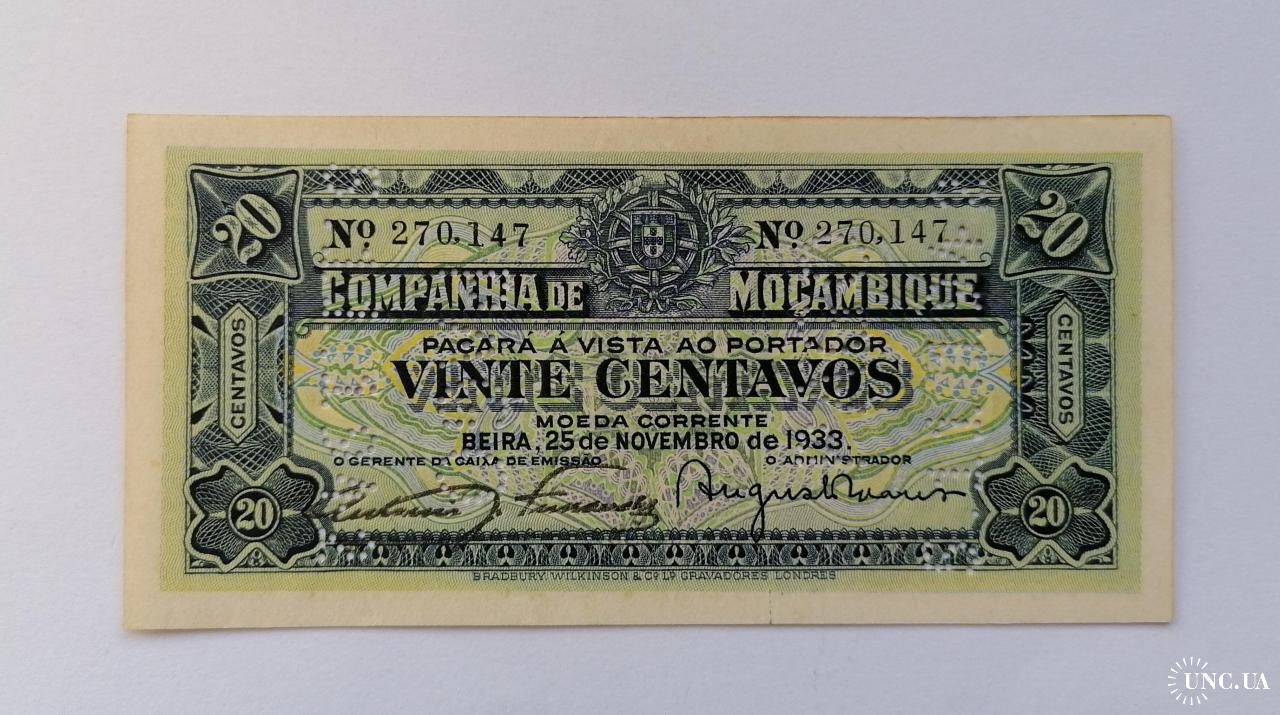 20 20
Nº 270,147 Nº 270,147
COMPANHIA DE MOÇAMBIQUE
PAGARÁ Á VISTA AO PORTADOR
VINTE CENTAVOS
MOEDA CORRENTE
BEIRA, 25 de NOVEMBRO de 1933.
O GERENTE DA CAIXA DE EMISSÃO O ADMINISTRADOR
CENTAVOS CENTAVOS
20 20
BRADBURY, WILKINSON & Cº Lᴰ GRAVADORES LONDRES
UNC.UA